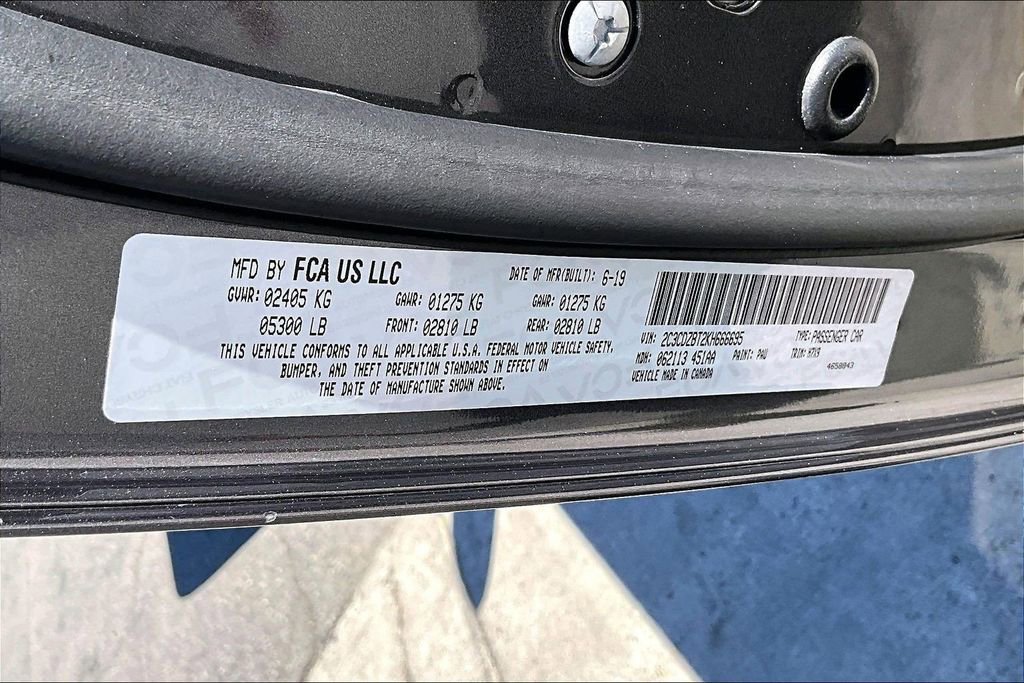 MFD BY FCA US LLC
DATE OF MFR(BUILT): 6-19
GVWR: 02405 KG
GAWR: 01275 KG
GAWR: 01275 KG
05300 LB
FRONT: 02810 LB
REAR: 02810 LB
THIS VEHICLE CONFORMS TO ALL APPLICABLE U.S.A. FEDERAL MOTOR VEHICLE SAFETY,
BUMPER, AND THEFT PREVENTION STANDARDS IN EFFECT ON
THE DATE OF MANUFACTURE SHOWN ABOVE.
VIN: 2C3CDZBT2KH666695
TYPE: PASSENGER CAR
MDH: 062113 451AA
PAINT: PAU
TRIM: H7X9
VEHICLE MADE IN CANADA
4658843